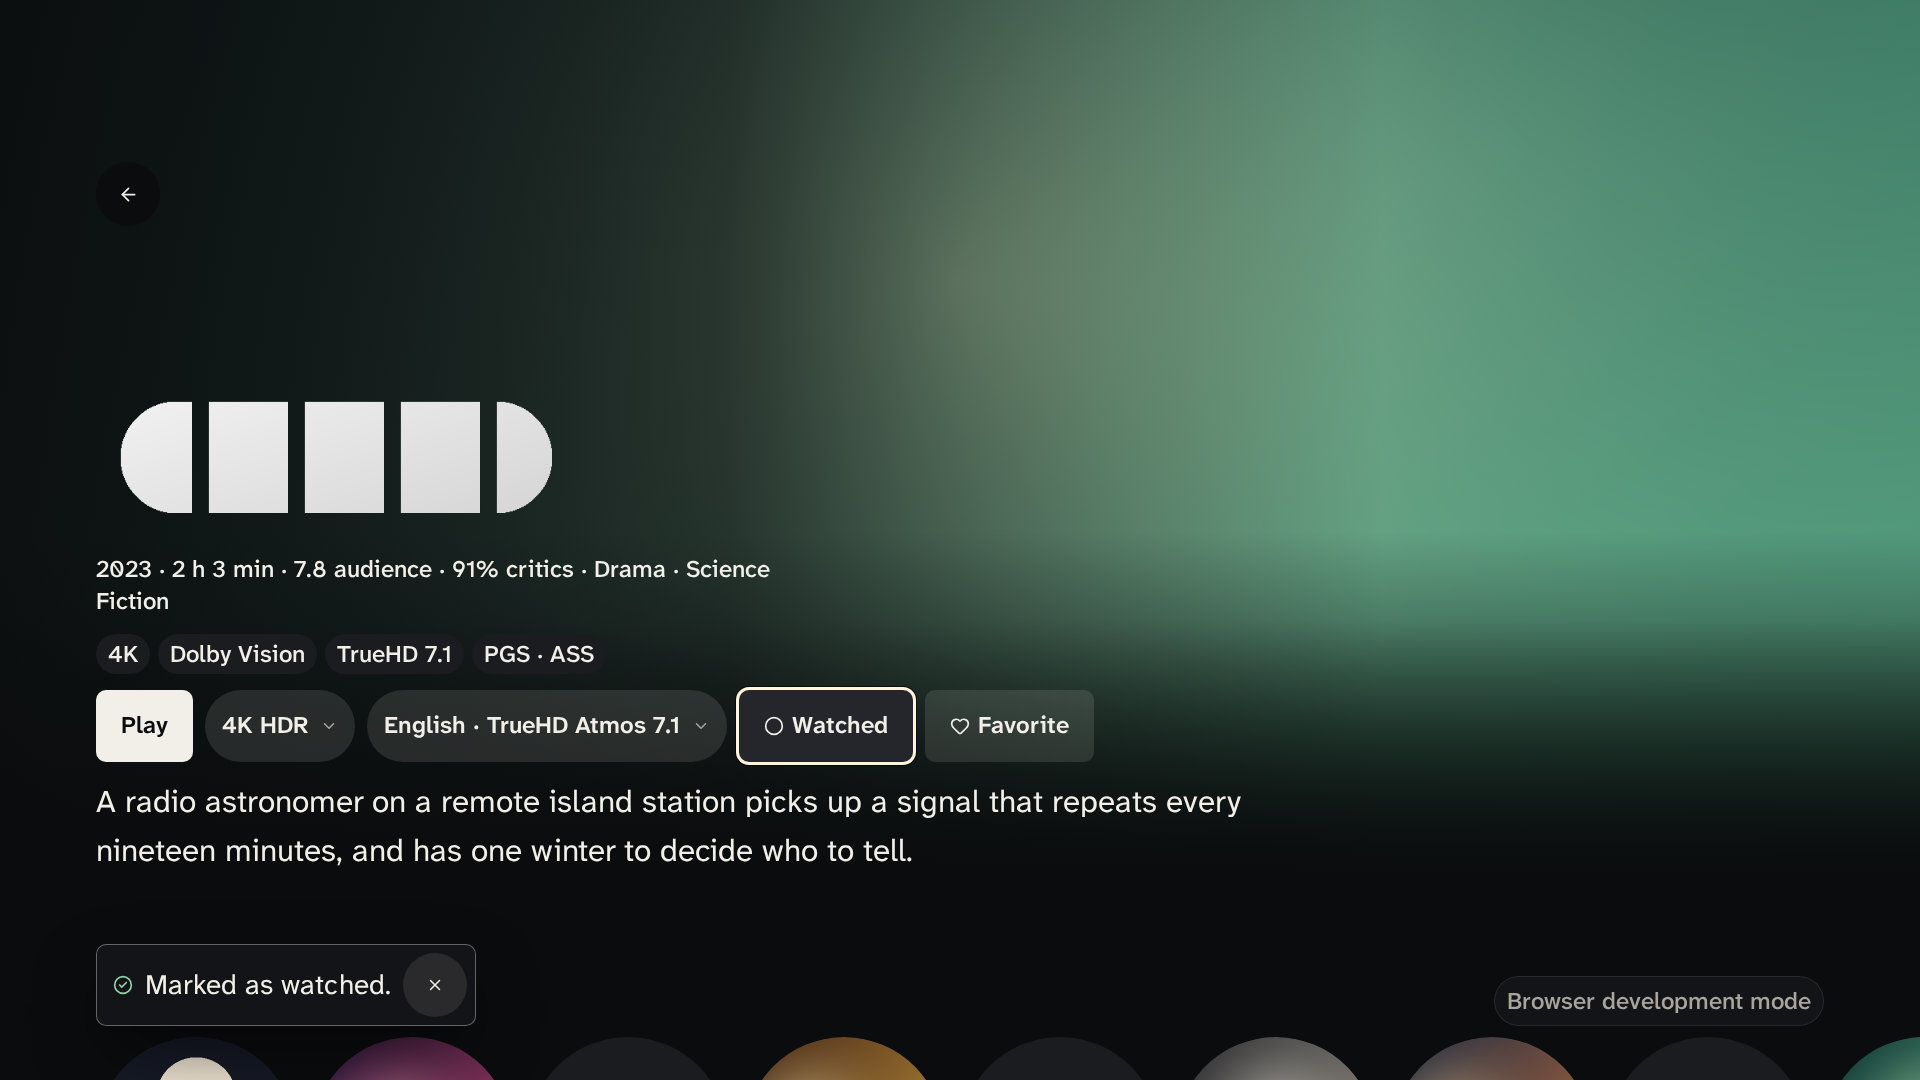 2023 · 2 h 3 min · 7.8 audience · 91% critics · Drama · Science
Fiction
4K Dolby Vision TrueHD 7.1 PGS · ASS
Play 4K HDR English · TrueHD Atmos 7.1 Watched Favorite
A radio astronomer on a remote island station picks up a signal that repeats every
nineteen minutes, and has one winter to decide who to tell.
Marked as watched.
Browser development mode